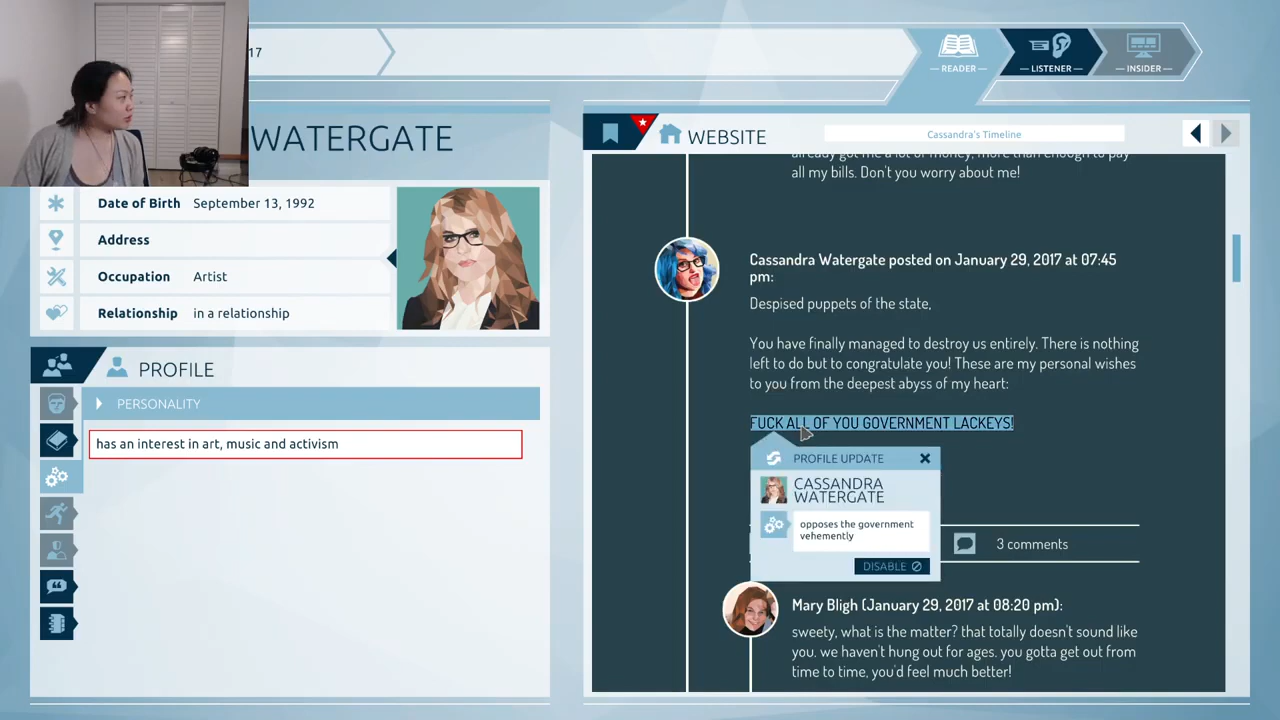 17
READER
LISTENER
INSIDER
WATERGATE
Date of Birth September 13, 1992
Address
Occupation Artist
Relationship in a relationship
PROFILE
PERSONALITY
has an interest in art, music and activism
WEBSITE
Cassandra's Timeline
already got me a lot of money, more than enough to pay
all my bills. Don't you worry about me!
Cassandra Watergate posted on January 29, 2017 at 07:45
pm:
Despised puppets of the state,
You have finally managed to destroy us entirely. There is nothing
left to do but to congratulate you! These are my personal wishes
to you from the deepest abyss of my heart:
FUCK ALL OF YOU GOVERNMENT LACKEYS!
PROFILE UPDATE
CASSANDRA
WATERGATE
opposes the government
vehemently
DISABLE
3 comments
Mary Bligh (January 29, 2017 at 08:20 pm):
sweety, what is the matter? that totally doesn't sound like
you. we haven't hung out for ages. you gotta get out from
time to time, you'd feel much better!